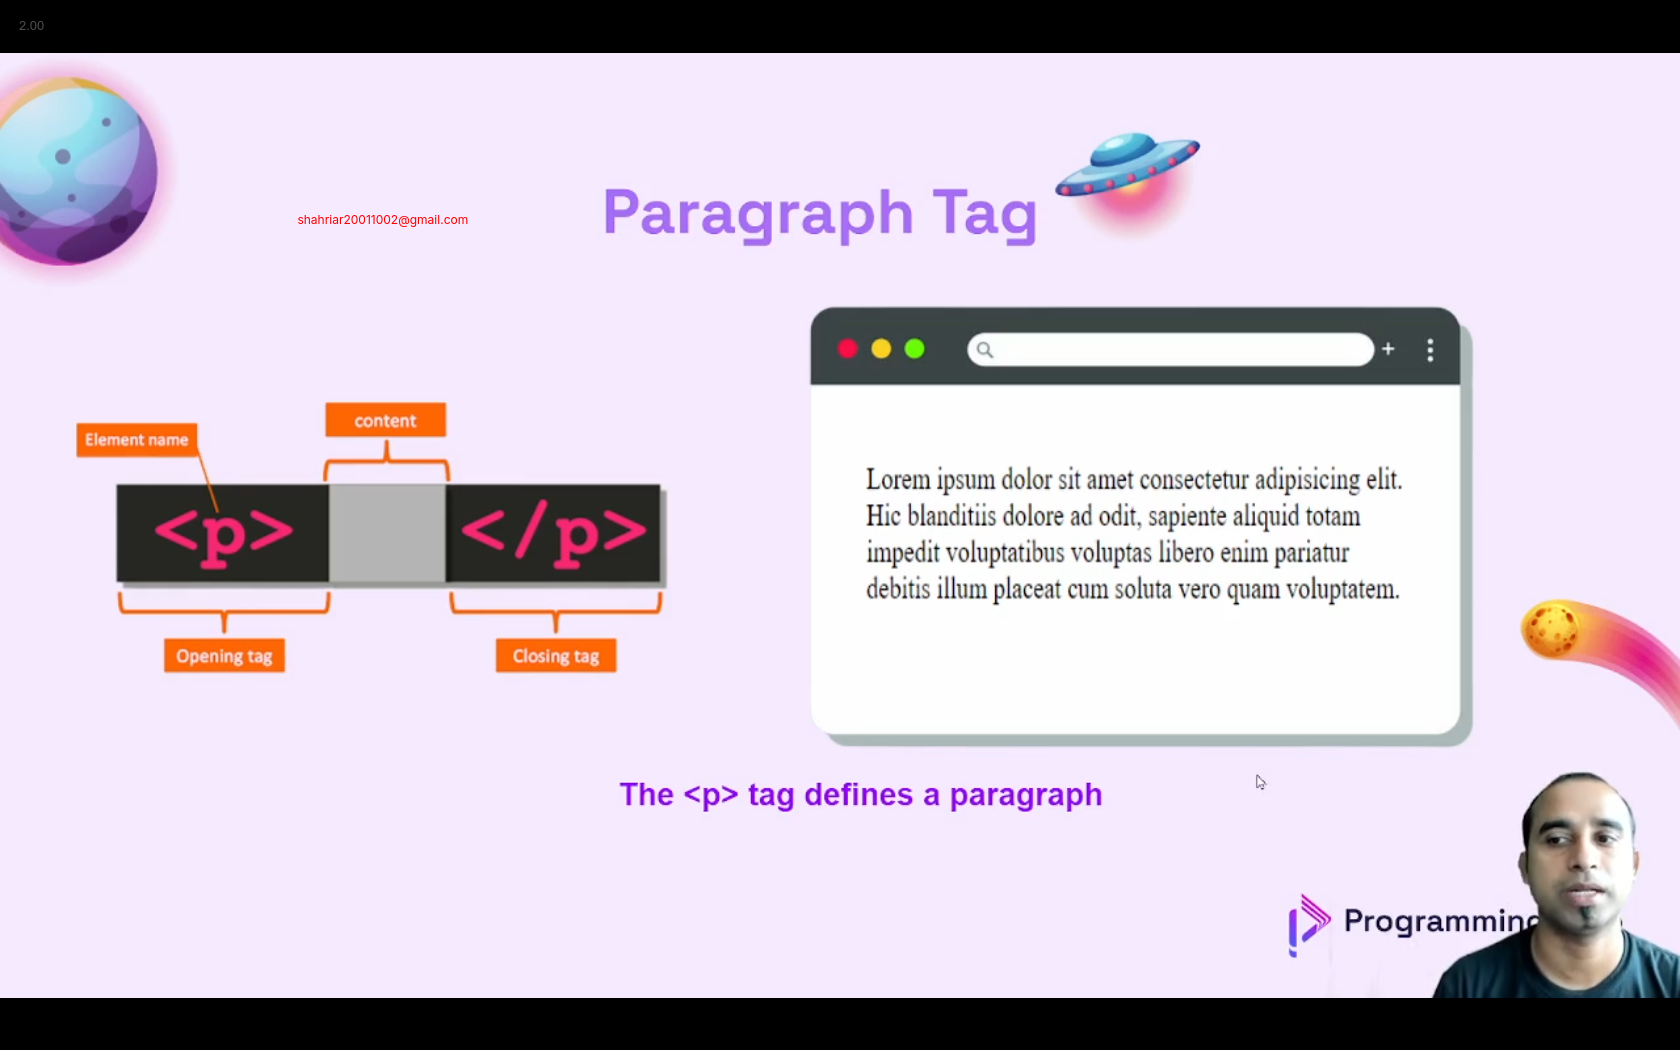 2.00
Paragraph Tag
shahriar20011002@gmail.com
content
Element name
<p> </p>
Opening tag
Closing tag
+
Lorem ipsum dolor sit amet consectetur adipisicing elit.
Hic blanditiis dolore ad odit, sapiente aliquid totam
impedit voluptatibus voluptas libero enim pariatur
debitis illum placeat cum soluta vero quam voluptatem.
The <p> tag defines a paragraph
Programming